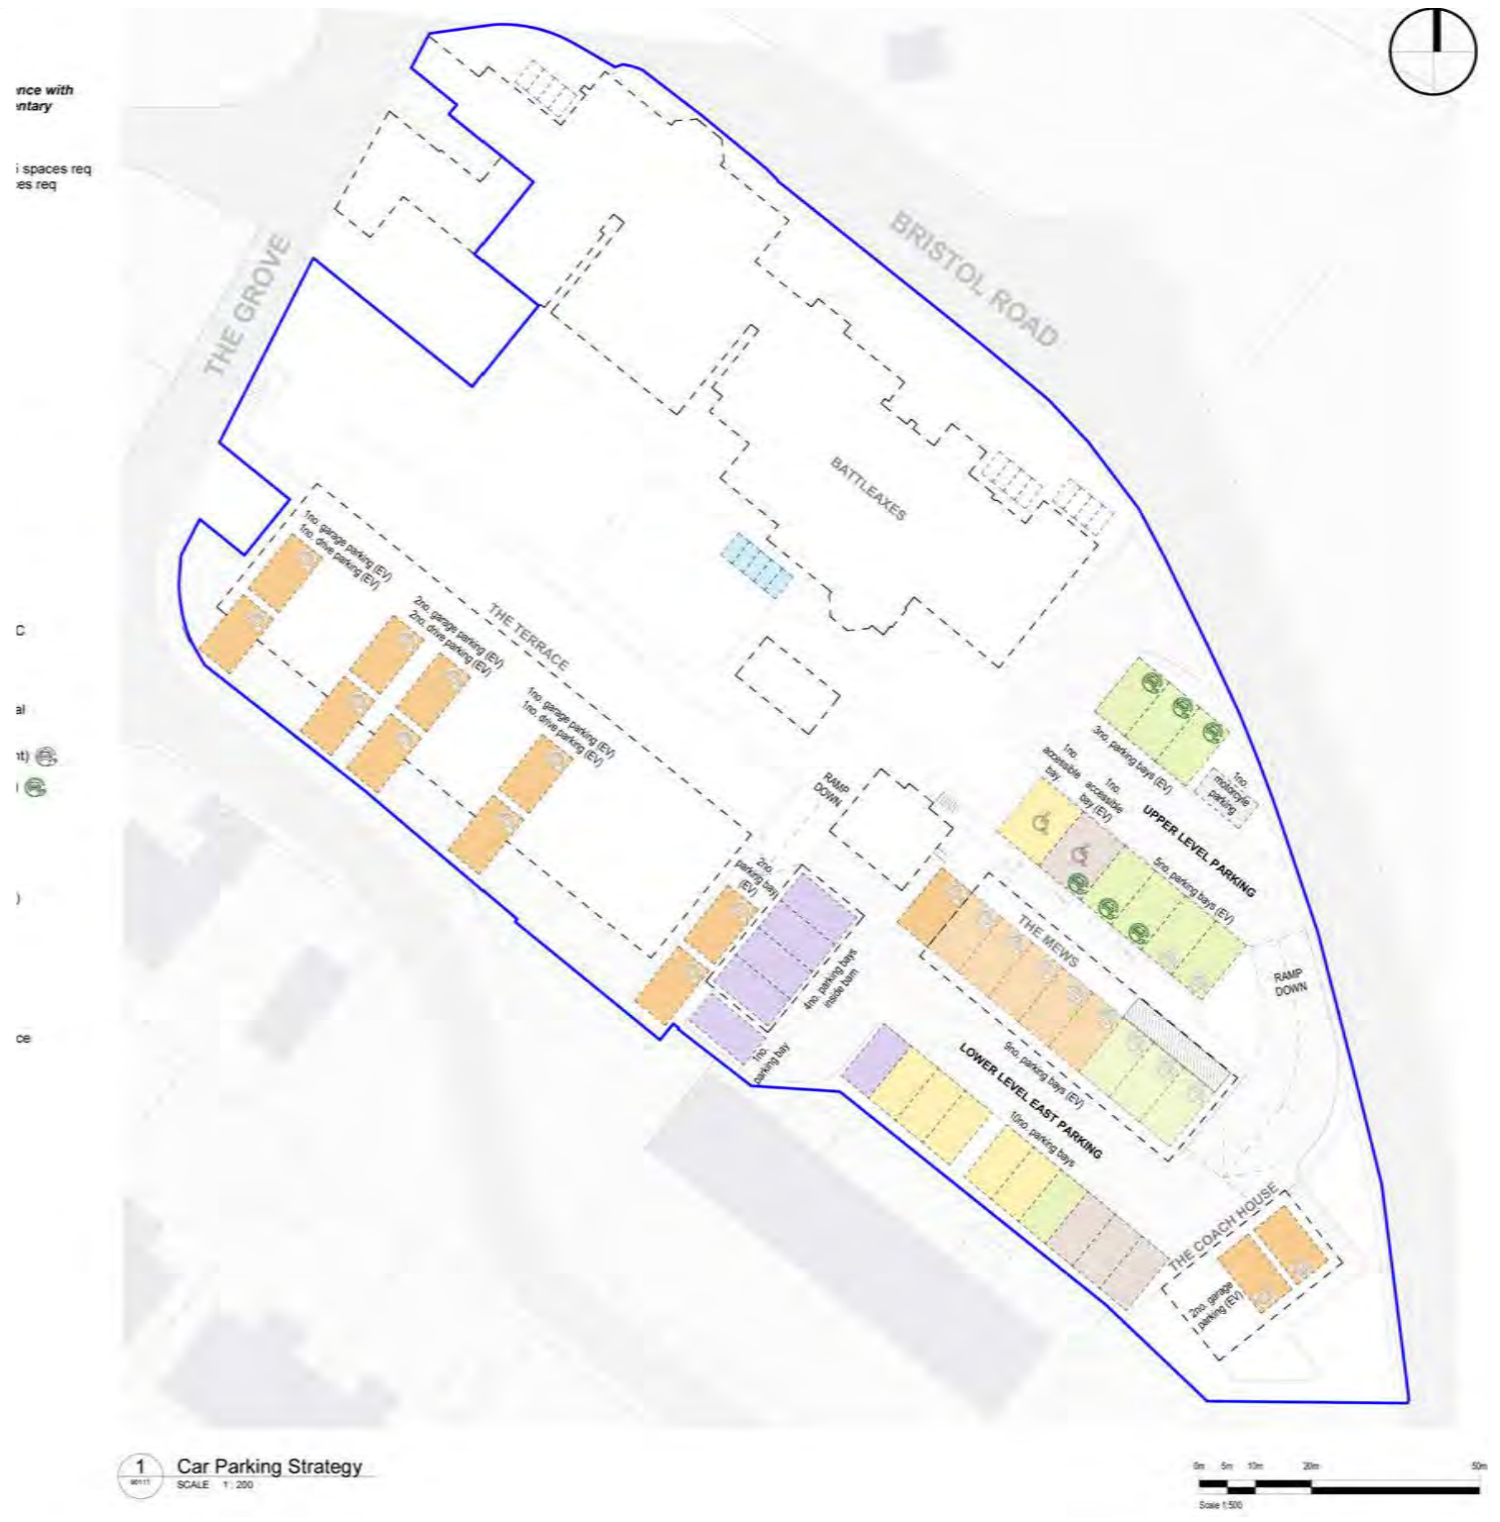 nce with
entary
spaces req
es req
BRISTOL ROAD
THE GROVE
BATTLEAXES
1no. garage parking (EV)
1no. drive parking (EV)
2no. garage parking (EV)
2no. drive parking (EV)
THE TERRACE
1no. garage parking (EV)
1no. drive parking (EV)
C
al
nt)
)
)
ce
3no. parking bays (EV)
1no.
motorcyle
parking
1no.
accessible
bay
1no.
accessible
bay (EV)
UPPER LEVEL PARKING
5no. parking bays (EV)
RAMP
DOWN
2no.
parking bay
(EV)
4no. parking bays
inside barn
1no.
parking bay
THE MEWS
RAMP
DOWN
9no. parking bays (EV)
LOWER LEVEL EAST PARKING
10no. parking bays
THE COACH HOUSE
2no. garage
parking (EV)
1
Car Parking Strategy
SCALE 1 : 200
0m 5m 10m 20m 50m
Scale 1:500